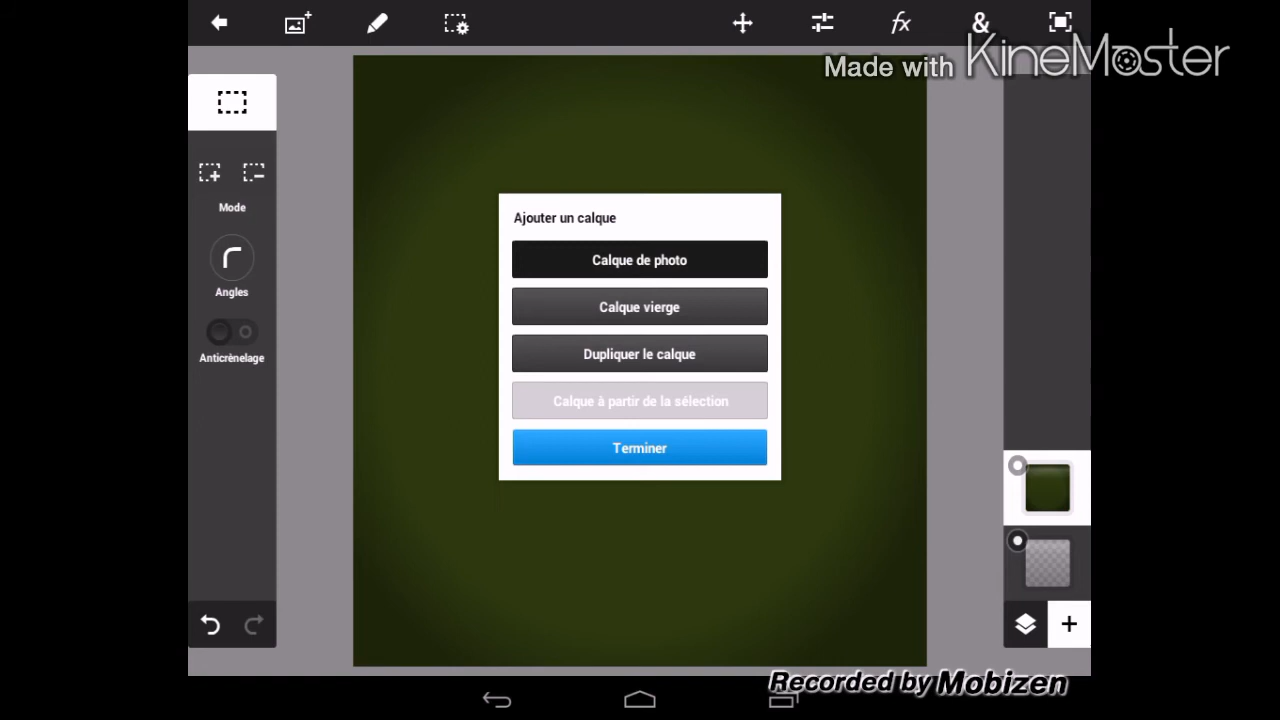 Made with KINEMASTER
Mode
Angles
Anticrènelage
Ajouter un calque
Calque de photo
Calque vierge
Dupliquer le calque
Calque à partir de la sélection
Terminer
fx
&
Recorded by Mobizen